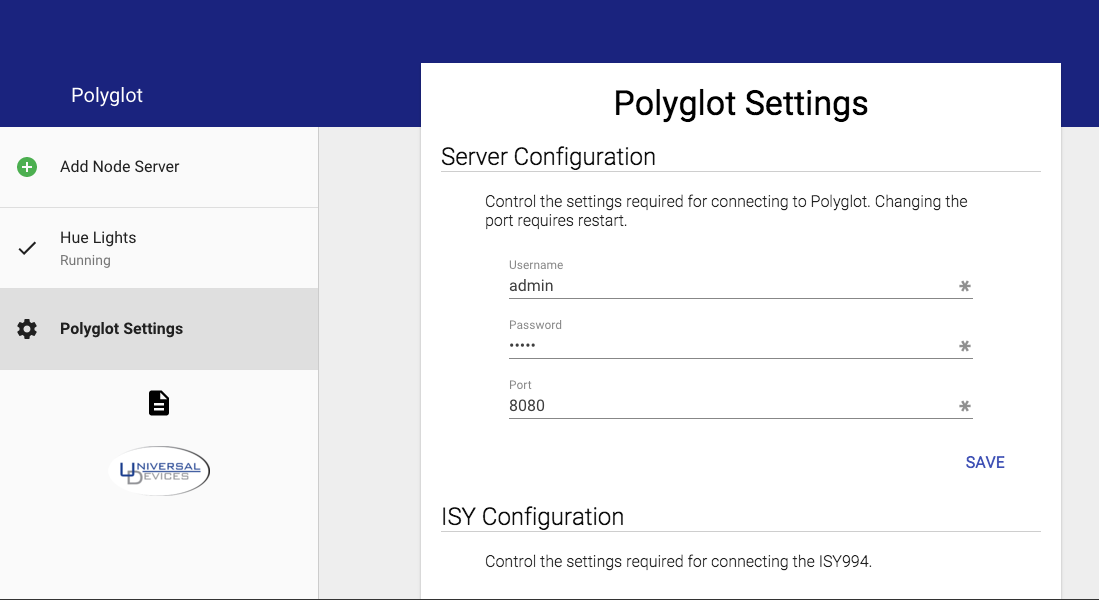 Polyglot
Add Node Server
Hue Lights
Running
Polyglot Settings
UNIVERSAL
DEVICES
Polyglot Settings
Server Configuration
Control the settings required for connecting to Polyglot. Changing the
port requires restart.
Username
admin *
Password
••••• *
Port
8080 *
SAVE
ISY Configuration
Control the settings required for connecting the ISY994.